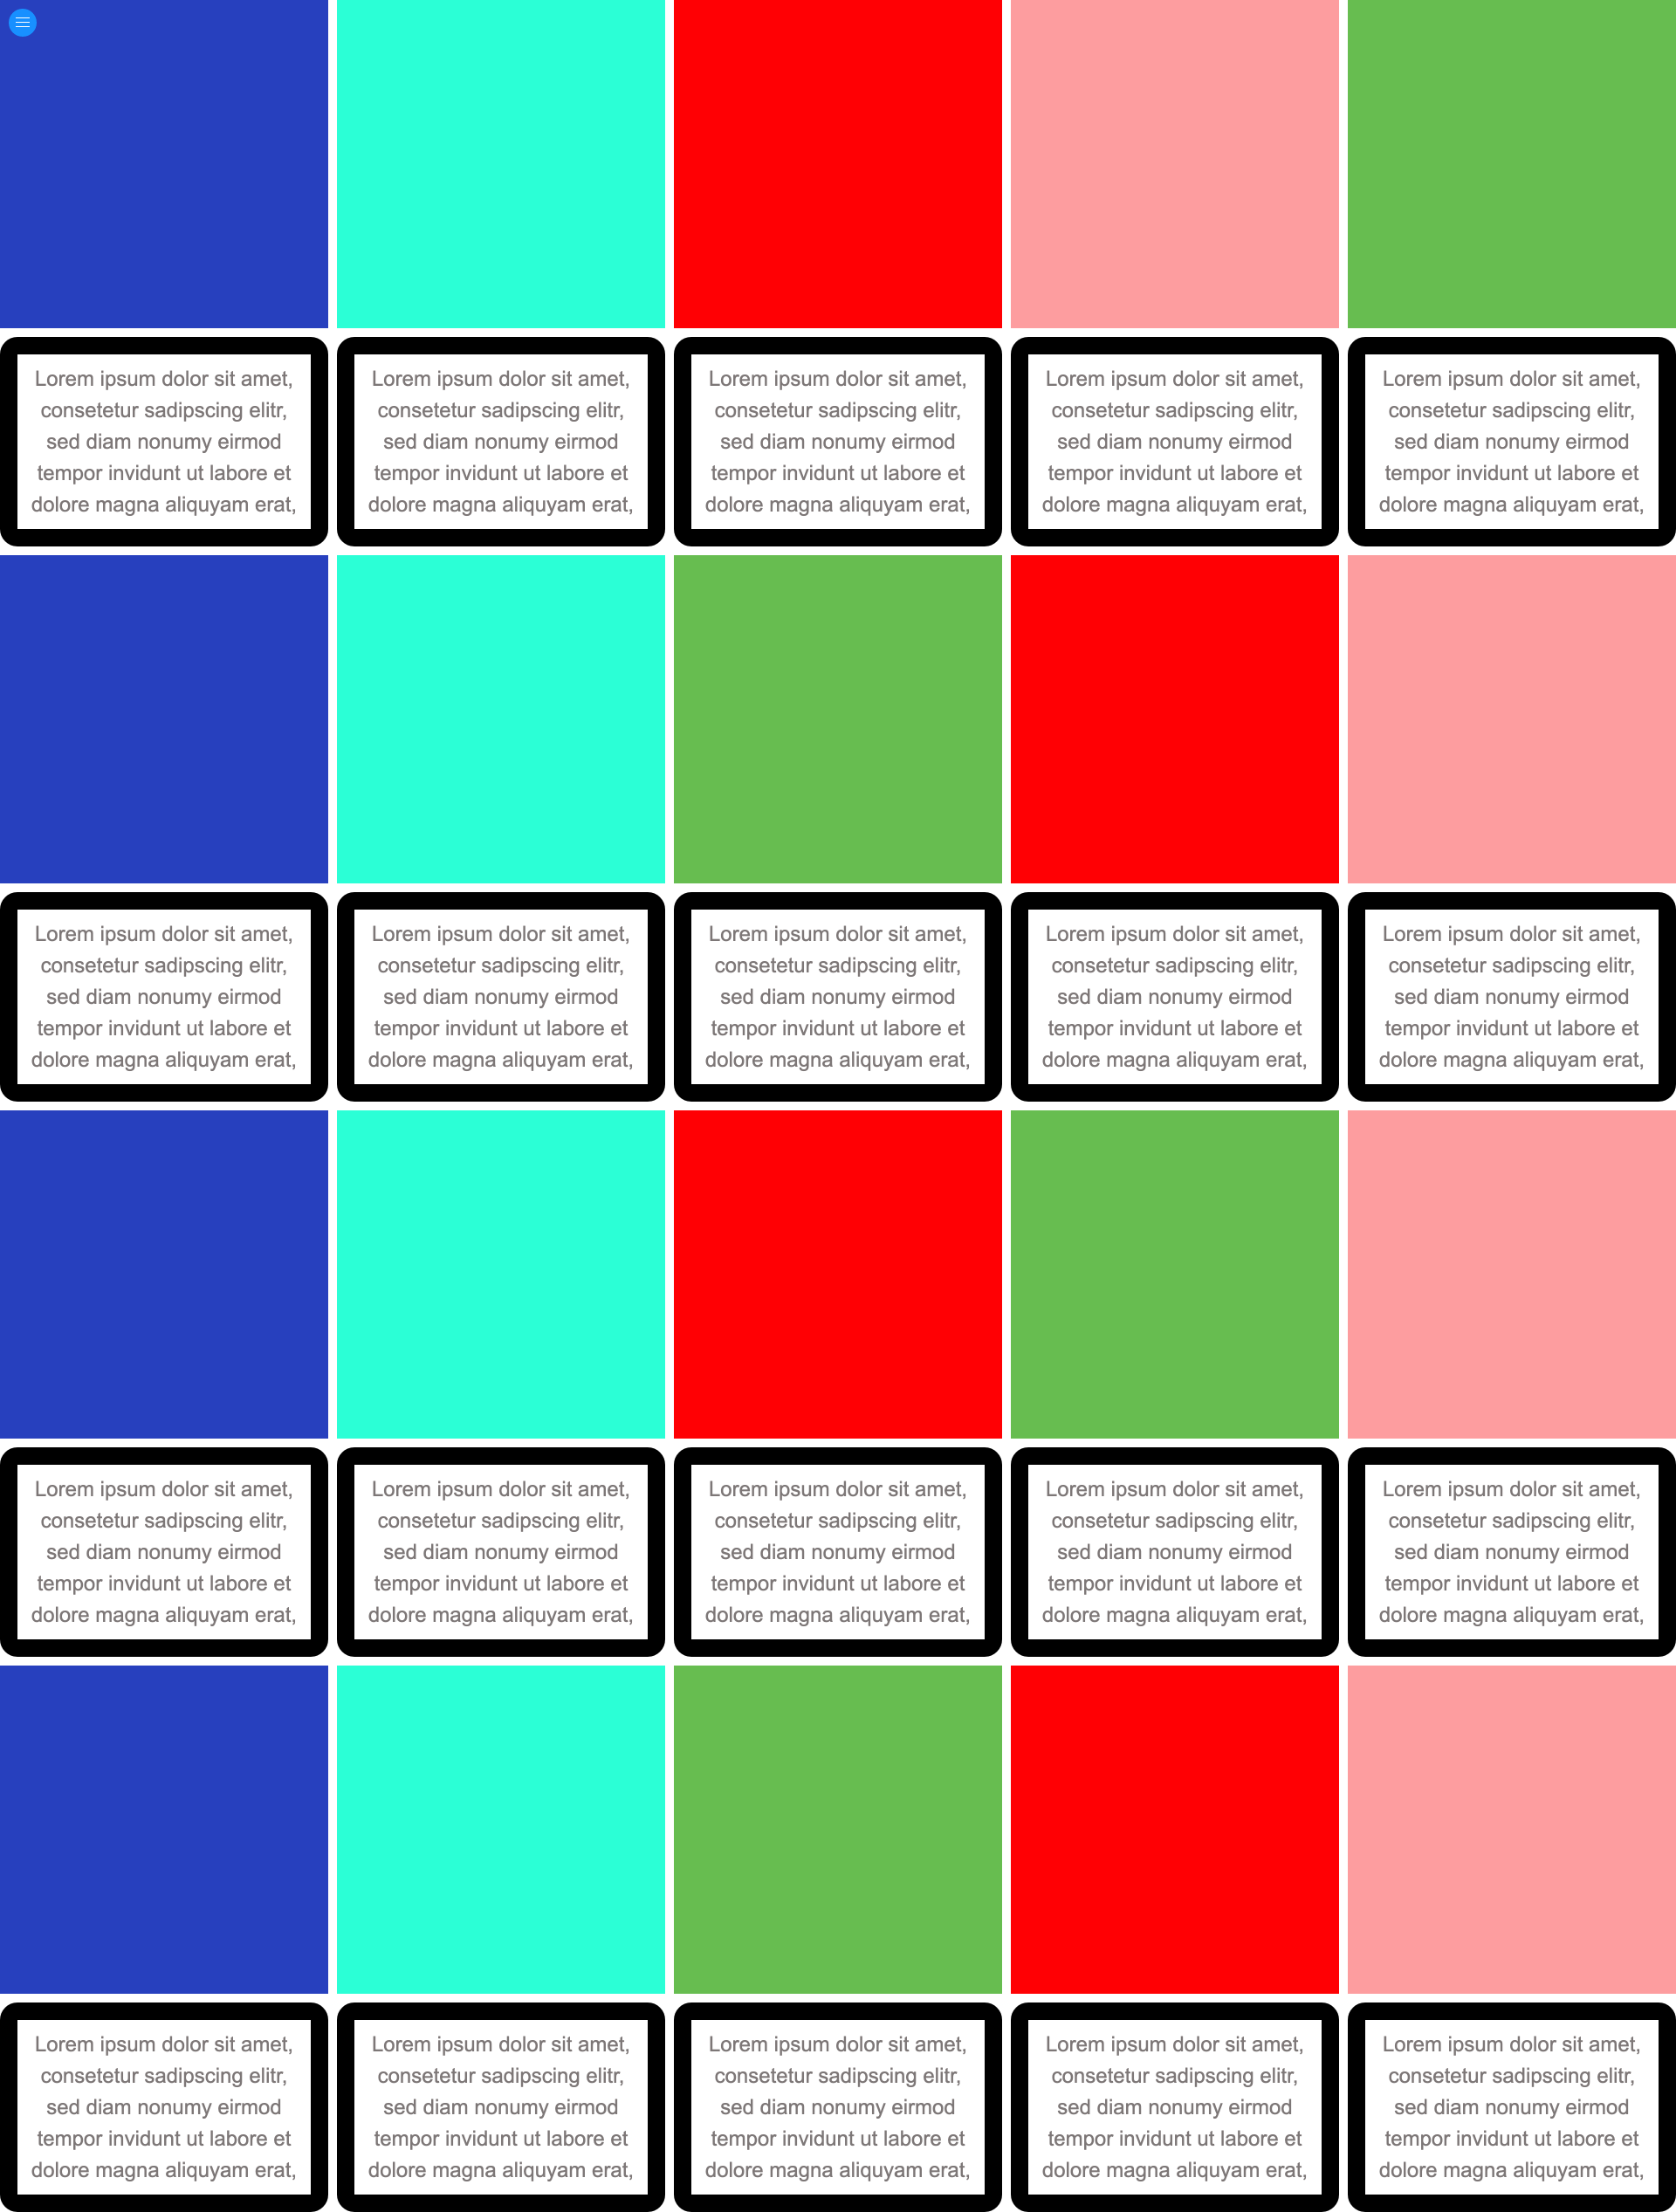 Lorem ipsum dolor sit amet,
consetetur sadipscing elitr,
sed diam nonumy eirmod
tempor invidunt ut labore et
dolore magna aliquyam erat,
Lorem ipsum dolor sit amet,
consetetur sadipscing elitr,
sed diam nonumy eirmod
tempor invidunt ut labore et
dolore magna aliquyam erat,
Lorem ipsum dolor sit amet,
consetetur sadipscing elitr,
sed diam nonumy eirmod
tempor invidunt ut labore et
dolore magna aliquyam erat,
Lorem ipsum dolor sit amet,
consetetur sadipscing elitr,
sed diam nonumy eirmod
tempor invidunt ut labore et
dolore magna aliquyam erat,
Lorem ipsum dolor sit amet,
consetetur sadipscing elitr,
sed diam nonumy eirmod
tempor invidunt ut labore et
dolore magna aliquyam erat,
Lorem ipsum dolor sit amet,
consetetur sadipscing elitr,
sed diam nonumy eirmod
tempor invidunt ut labore et
dolore magna aliquyam erat,
Lorem ipsum dolor sit amet,
consetetur sadipscing elitr,
sed diam nonumy eirmod
tempor invidunt ut labore et
dolore magna aliquyam erat,
Lorem ipsum dolor sit amet,
consetetur sadipscing elitr,
sed diam nonumy eirmod
tempor invidunt ut labore et
dolore magna aliquyam erat,
Lorem ipsum dolor sit amet,
consetetur sadipscing elitr,
sed diam nonumy eirmod
tempor invidunt ut labore et
dolore magna aliquyam erat,
Lorem ipsum dolor sit amet,
consetetur sadipscing elitr,
sed diam nonumy eirmod
tempor invidunt ut labore et
dolore magna aliquyam erat,
Lorem ipsum dolor sit amet,
consetetur sadipscing elitr,
sed diam nonumy eirmod
tempor invidunt ut labore et
dolore magna aliquyam erat,
Lorem ipsum dolor sit amet,
consetetur sadipscing elitr,
sed diam nonumy eirmod
tempor invidunt ut labore et
dolore magna aliquyam erat,
Lorem ipsum dolor sit amet,
consetetur sadipscing elitr,
sed diam nonumy eirmod
tempor invidunt ut labore et
dolore magna aliquyam erat,
Lorem ipsum dolor sit amet,
consetetur sadipscing elitr,
sed diam nonumy eirmod
tempor invidunt ut labore et
dolore magna aliquyam erat,
Lorem ipsum dolor sit amet,
consetetur sadipscing elitr,
sed diam nonumy eirmod
tempor invidunt ut labore et
dolore magna aliquyam erat,
Lorem ipsum dolor sit amet,
consetetur sadipscing elitr,
sed diam nonumy eirmod
tempor invidunt ut labore et
dolore magna aliquyam erat,
Lorem ipsum dolor sit amet,
consetetur sadipscing elitr,
sed diam nonumy eirmod
tempor invidunt ut labore et
dolore magna aliquyam erat,
Lorem ipsum dolor sit amet,
consetetur sadipscing elitr,
sed diam nonumy eirmod
tempor invidunt ut labore et
dolore magna aliquyam erat,
Lorem ipsum dolor sit amet,
consetetur sadipscing elitr,
sed diam nonumy eirmod
tempor invidunt ut labore et
dolore magna aliquyam erat,
Lorem ipsum dolor sit amet,
consetetur sadipscing elitr,
sed diam nonumy eirmod
tempor invidunt ut labore et
dolore magna aliquyam erat,